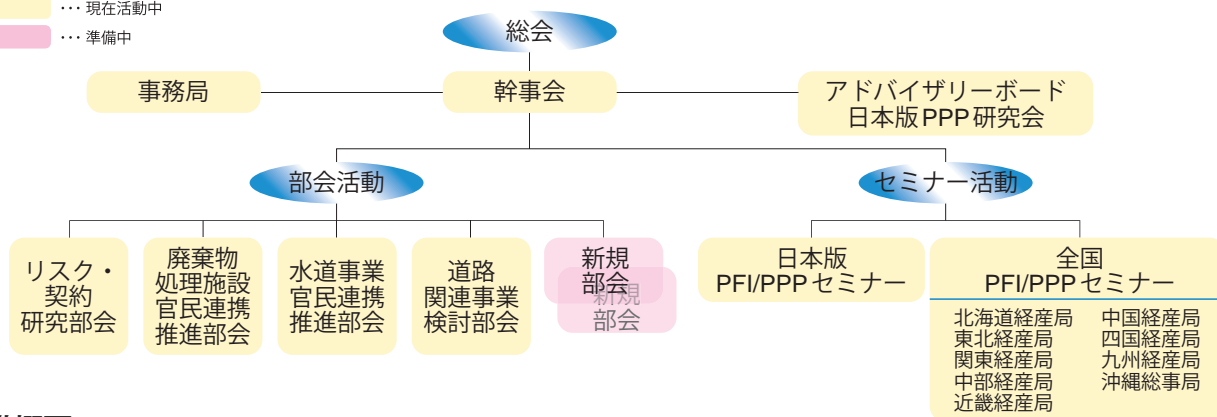 ･･･ 現在活動中
･･･ 準備中
総会
事務局
幹事会
アドバイザリーボード
日本版PPP研究会
部会活動
セミナー活動
リスク・
契約
研究部会
廃棄物
処理施設
官民連携
推進部会
水道事業
官民連携
推進部会
道路
関連事業
検討部会
新規
部会
新規
部会
日本版
PFI/PPPセミナー
全国
PFI/PPPセミナー
北海道経産局
東北経産局
関東経産局
中部経産局
近畿経産局
中国経産局
四国経産局
九州経産局
沖縄総事局